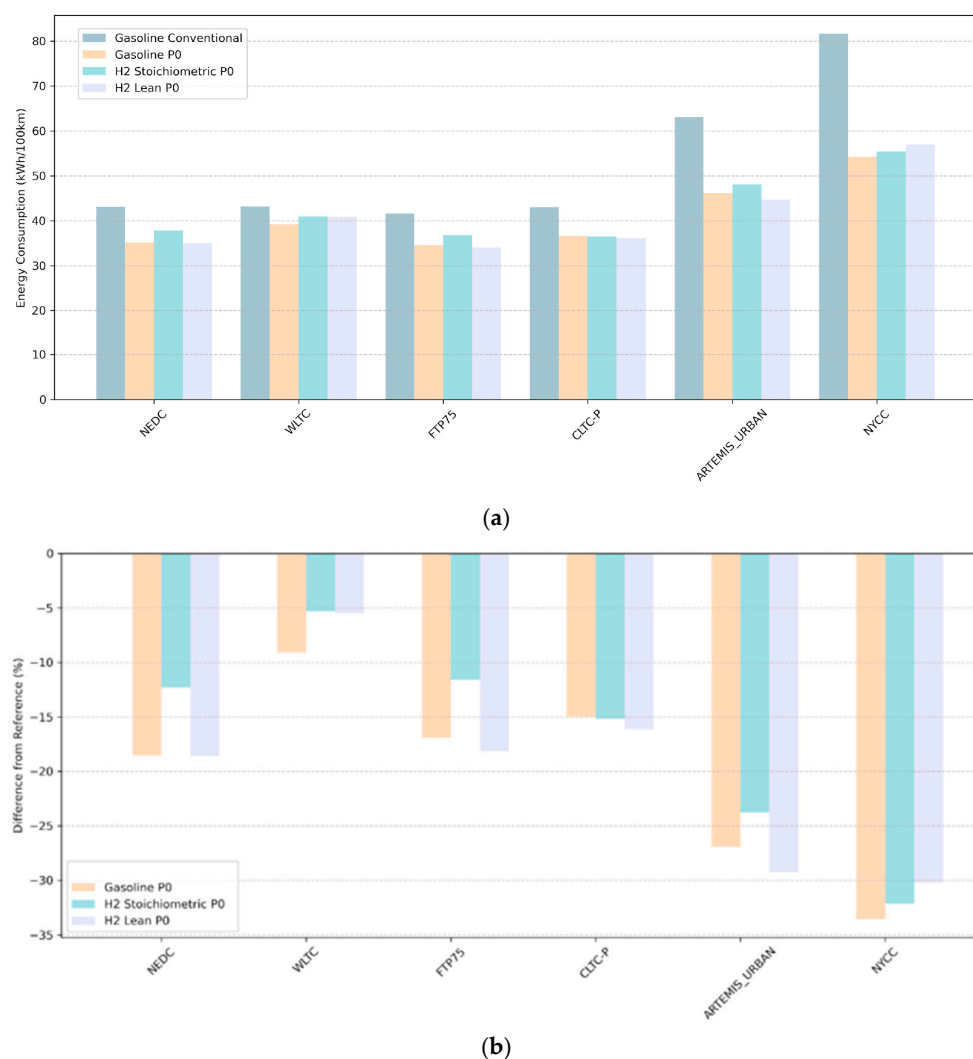 Gasoline Conventional
Gasoline P0
H2 Stoichiometric P0
H2 Lean P0
Energy Consumption (kWh/100km)
80
70
60
50
40
30
20
10
0
NEDC
WLTC
FTP75
CLTC-P
ARTEMIS_URBAN
NYCC
(a)
Difference from Reference (%)
0
−5
−10
−15
−20
−25
−30
−35
Gasoline P0
H2 Stoichiometric P0
H2 Lean P0
NEDC
WLTC
FTP75
CLTC-P
ARTEMIS_URBAN
NYCC
(b)